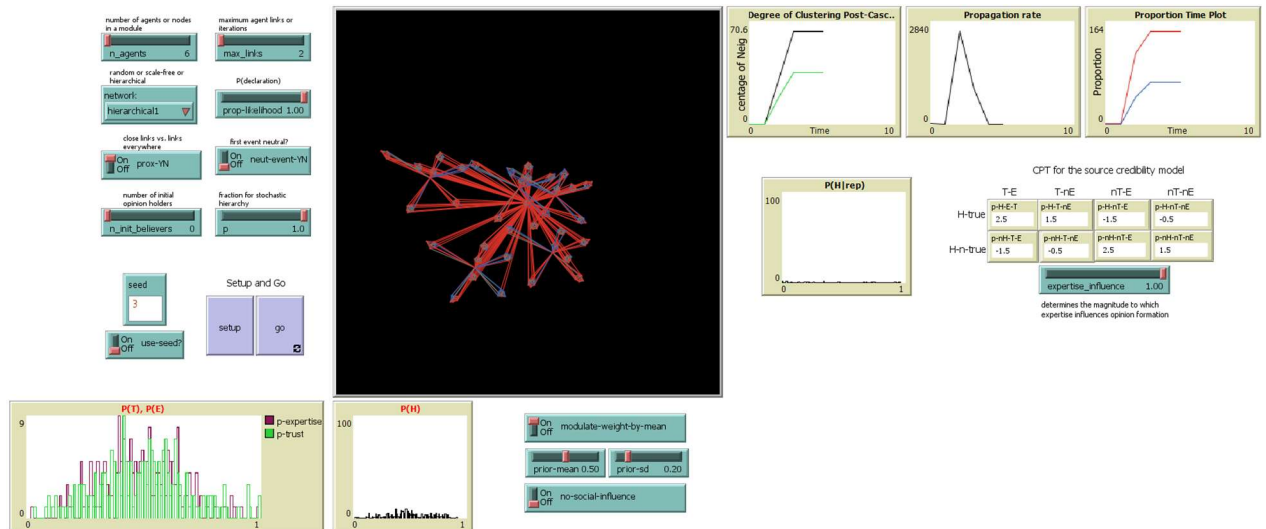 number of agents or nodes
in a module
maximum agent links or
iterations
n_agents 6
max_links 2
random or scale-free or
hierarchical
P(declaration)
network
hierarchical1
prop-likelihood 1.00
close links vs. links
everywhere
first event neutral?
On
Off prox-YN
On
Off neut-event-YN
number of initial
opinion holders
fraction for stochastic
hierarchy
n_init_believers 0
p 1.0
seed
3
Setup and Go
setup
go
On
Off use-seed?
Degree of Clustering Post-Casc..
70.6
centage of Neig
0
0 Time 10
Propagation rate
2840
0
0 10
Proportion Time Plot
164
Proportion
0
0 Time 10
P(H|rep)
100
0
0 1
CPT for the source credibility model
T-E T-nE nT-E nT-nE
H-true
p-H-E-T p-H-T-nE p-H-nT-E p-H-nT-nE
2.5 1.5 -1.5 -0.5
H-n-true
p-nH-T-E p-nH-T-nE p-nH-nT-E p-nH-nT-nE
-1.5 -0.5 2.5 1.5
expertise_influence 1.00
determines the magnitude to which
expertise influences opinion formation
P(T), P(E)
9
0
0 1
p-expertise
p-trust
P(H)
100
0
0 1
On
Off modulate-weight-by-mean
prior-mean 0.50
prior-sd 0.20
On
Off no-social-influence